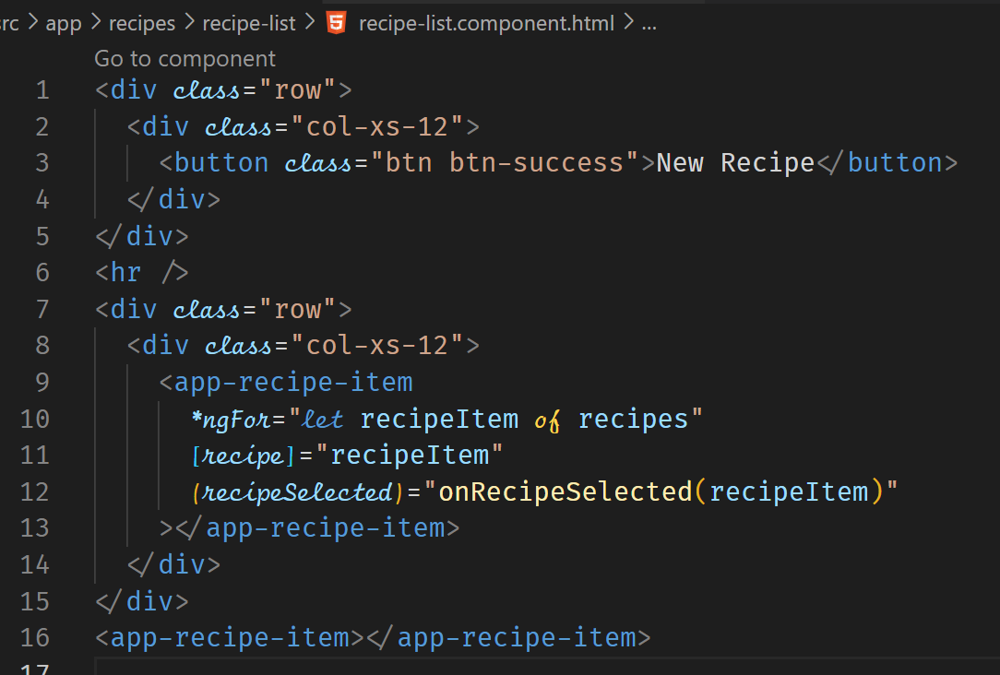 src > app > recipes > recipe-list > recipe-list.component.html > ...
Go to component
1 <div class="row">
2 <div class="col-xs-12">
3 <button class="btn btn-success">New Recipe</button>
4 </div>
5 </div>
6 <hr />
7 <div class="row">
8 <div class="col-xs-12">
9 <app-recipe-item
10 *ngFor="let recipeItem of recipes"
11 [recipe]="recipeItem"
12 (recipeSelected)="onRecipeSelected(recipeItem)"
13 ></app-recipe-item>
14 </div>
15 </div>
16 <app-recipe-item></app-recipe-item>
17